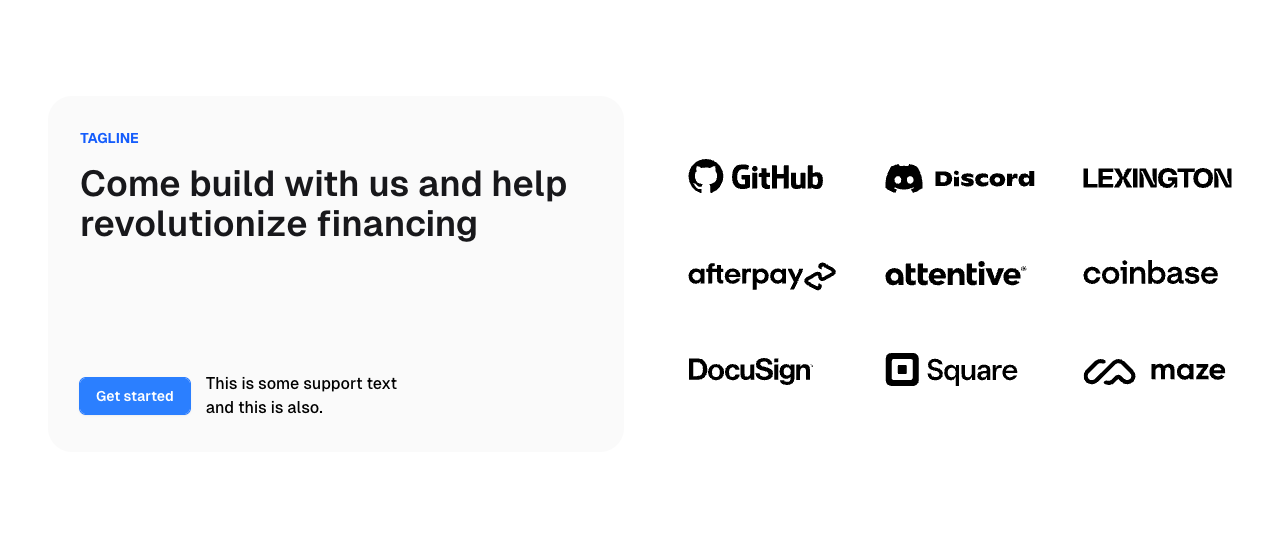 TAGLINE
Come build with us and help
revolutionize financing
Get started
This is some support text
and this is also.
GitHub
Discord
LEXINGTON
afterpay
attentive®
coinbase
DocuSign
Square
maze